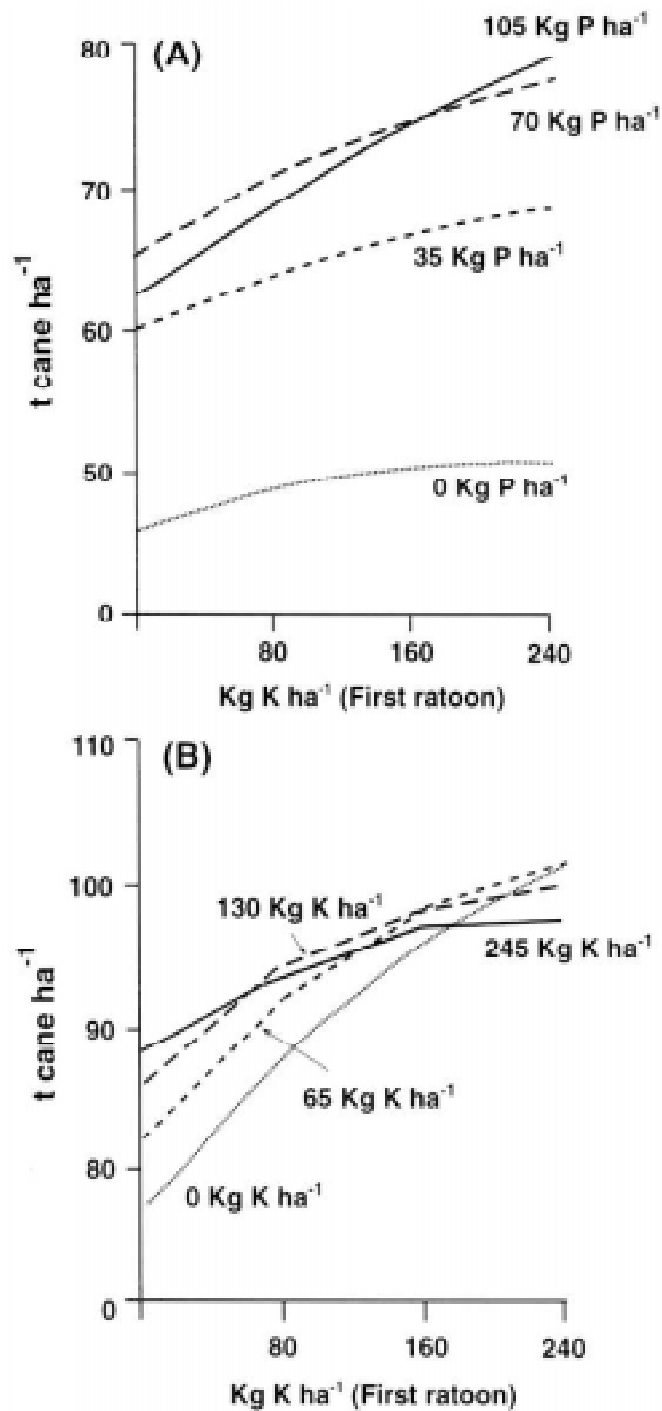 (A)
105 Kg P ha⁻¹
80
70 Kg P ha⁻¹
70
35 Kg P ha⁻¹
60
t cane ha⁻¹
50
0 Kg P ha⁻¹
0
80 160 240
Kg K ha⁻¹ (First ratoon)
110
(B)
100
130 Kg K ha⁻¹
245 Kg K ha⁻¹
90
t cane ha⁻¹
65 Kg K ha⁻¹
80
0 Kg K ha⁻¹
0
80 160 240
Kg K ha⁻¹ (First ratoon)